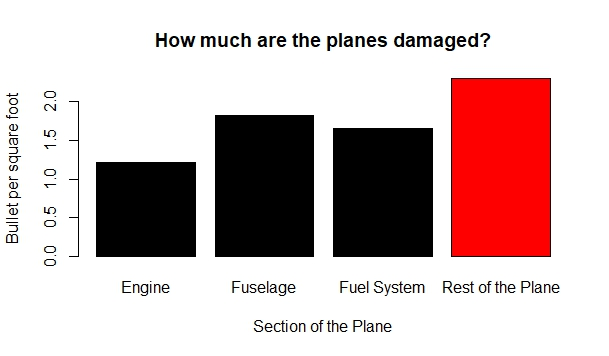 How much are the planes damaged?
Bullet per square foot
2.0
1.5
1.0
0.5
0.0
Engine Fuselage Fuel System Rest of the Plane
Section of the Plane